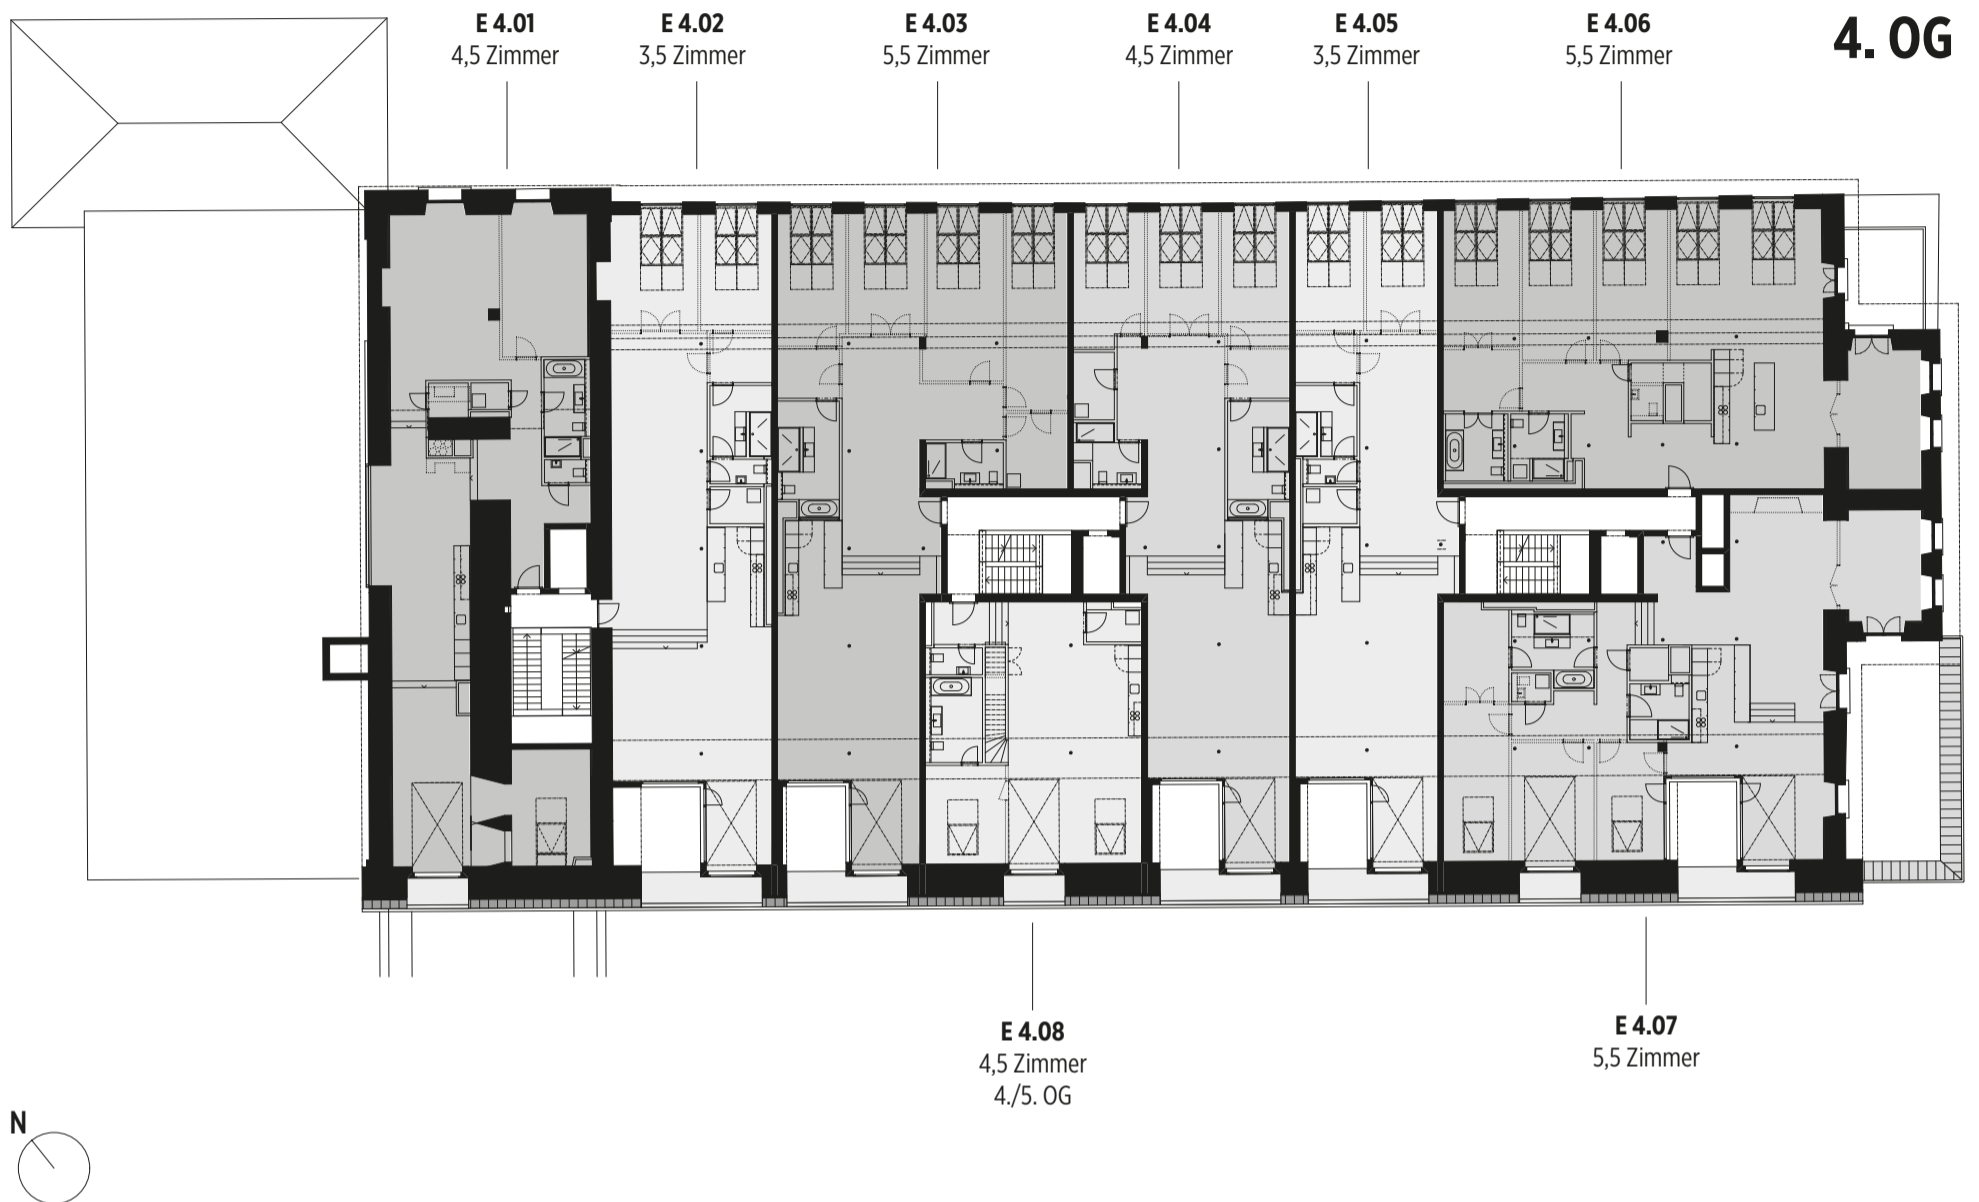 E 4.01
4,5 Zimmer
E 4.02
3,5 Zimmer
E 4.03
5,5 Zimmer
E 4.04
4,5 Zimmer
E 4.05
3,5 Zimmer
E 4.06
5,5 Zimmer
4. OG
E 4.08
4,5 Zimmer
4./5. OG
E 4.07
5,5 Zimmer
N